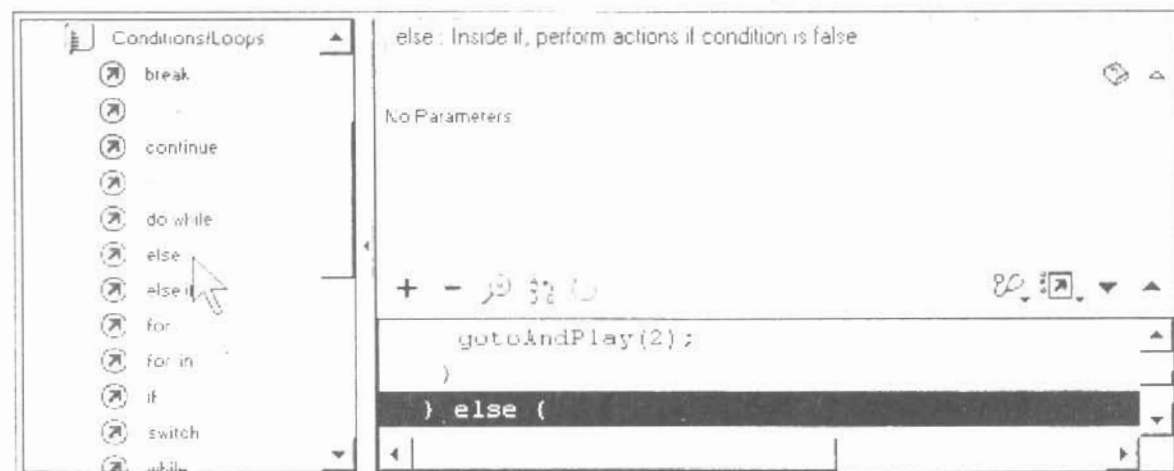 Conditions/Loops
break
continue
do while
else
else if
for
for in
if
switch
while
else : Inside if, perform actions if condition is false
No Parameters
gotoAndPlay(2);
}
} else {